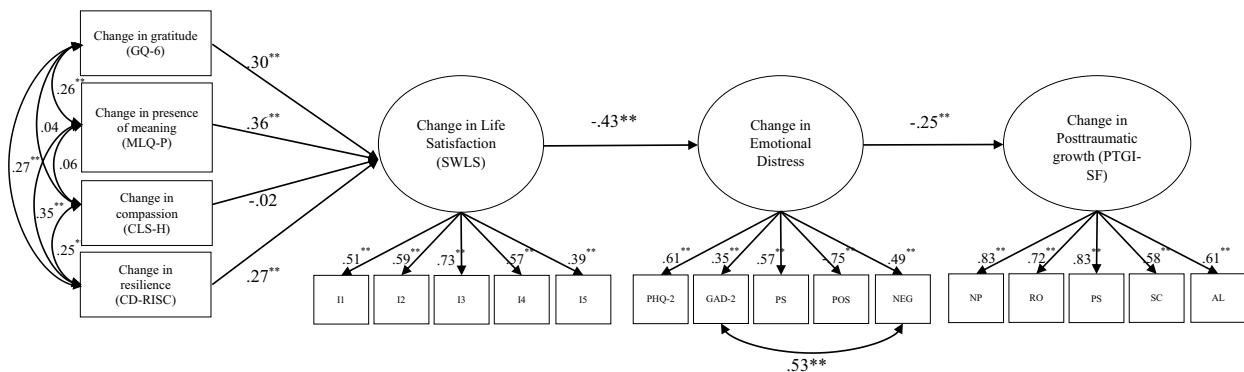 Change in gratitude
(GQ-6)
Change in presence
of meaning
(MLQ-P)
Change in
compassion
(CLS-H)
Change in
resilience
(CD-RISC)
.26**
.04
.27**
.06
.35**
.25*
.30**
.36**
-.02
.27**
Change in Life
Satisfaction
(SWLS)
-.43**
Change in
Emotional
Distress
-.25**
Change in
Posttraumatic
growth (PTGI-
SF)
.51** .59** .73** .57** .39**
I1 I2 I3 I4 I5
.61** .35** .57** -.75** .49**
PHQ-2 GAD-2 PS POS NEG
.53**
.83** .72** .83** .58** .61**
NP RO PS SC AL